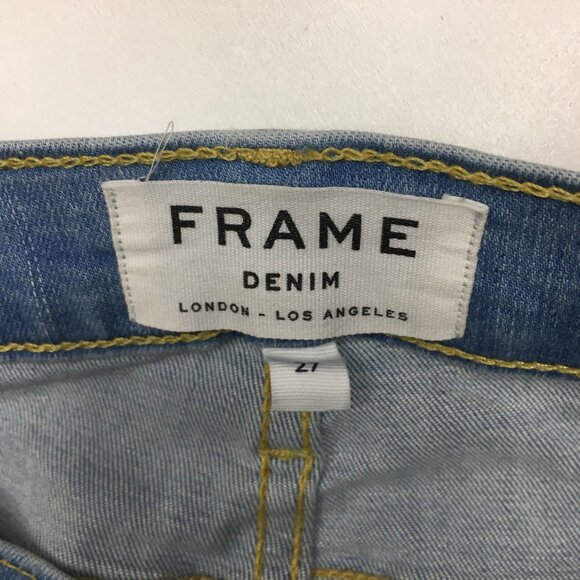 FRAME
DENIM
LONDON - LOS ANGELES
27